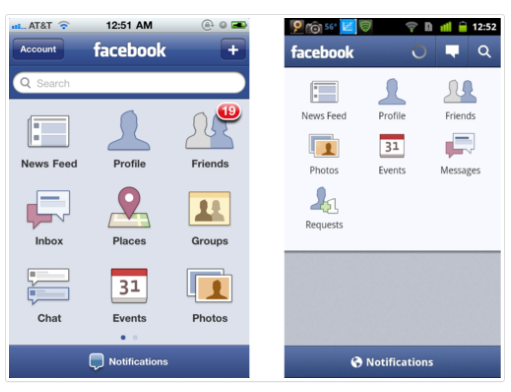 AT&T 12:51 AM
Account facebook +
Search
19
News Feed Profile Friends
Inbox Places Groups
31
Chat Events Photos
Notifications
56° 12:52
facebook
News Feed Profile Friends
31
Photos Events Messages
1
Requests
Notifications